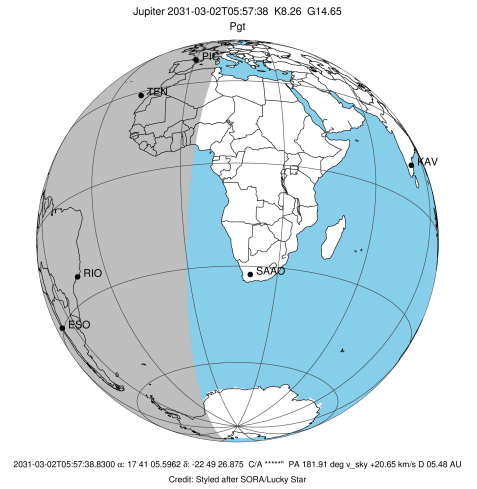 Jupiter 2031-03-02T05:57:38 K8.26 G14.65
Pgt
PIC
TEN
KAV
SAAO
RIO
ESO
2031-03-02T05:57:38.8300 α: 17 41 05.5962 δ: -22 49 26.875 C/A *****" PA 181.91 deg v_sky +20.65 km/s D 05.48 AU
Credit: Styled after SORA/Lucky Star